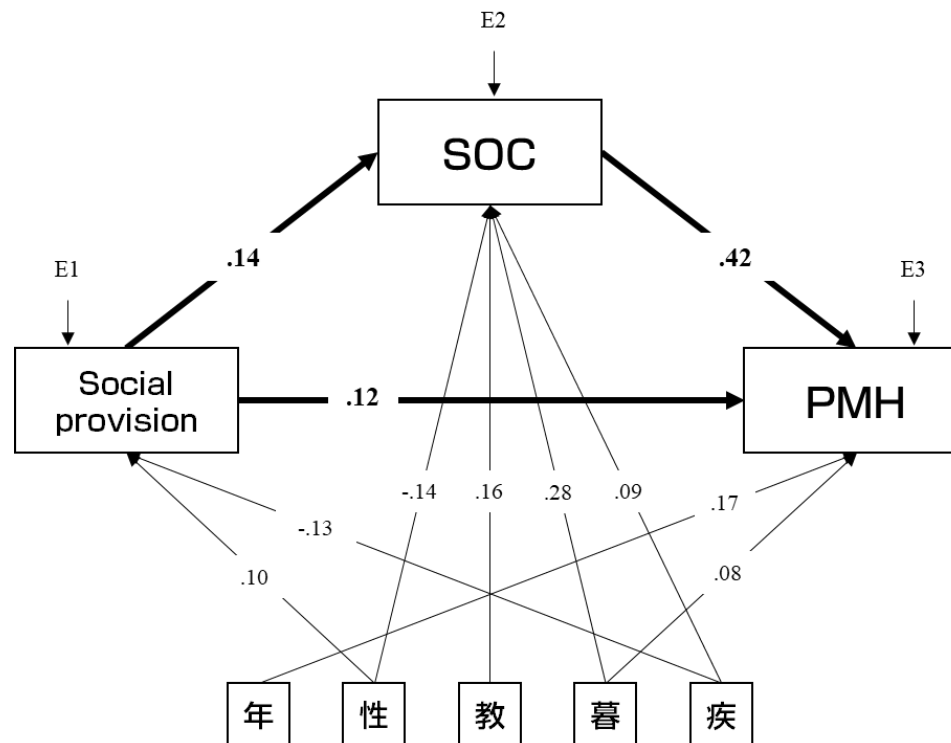 E2
SOC
.14
.42
E1
E3
Social
provision
.12
PMH
-.14
.16
.28
.09
.17
-.13
.10
.08
年
性
教
暮
疾